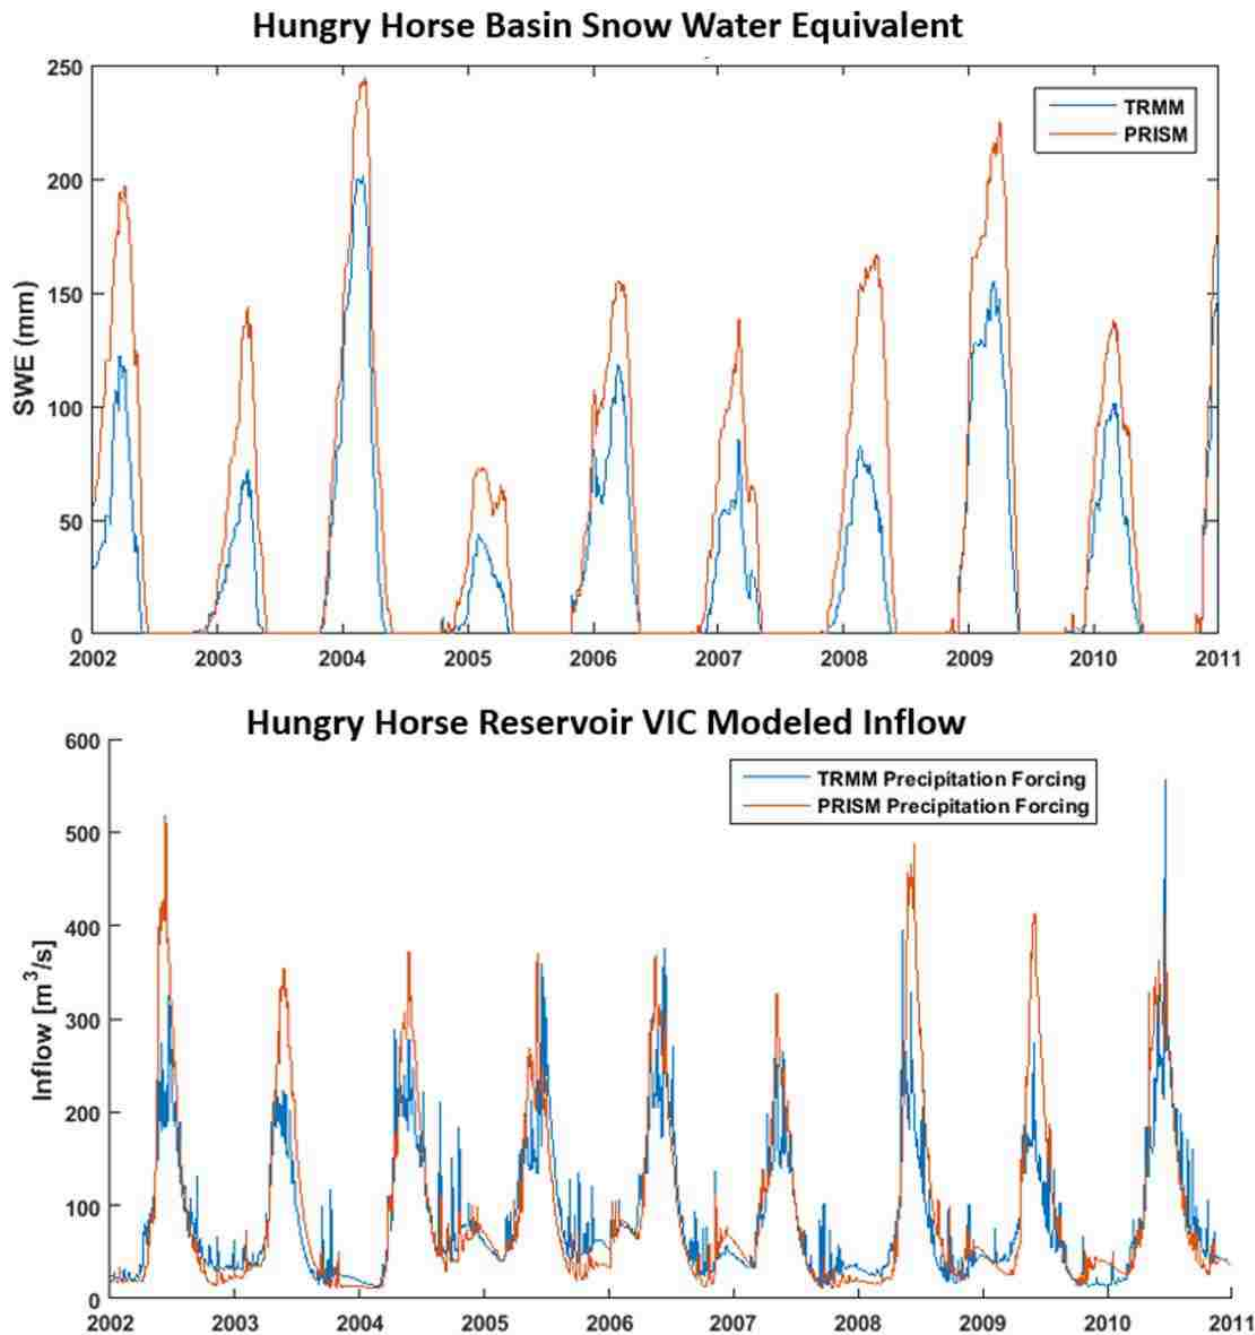 Hungry Horse Basin Snow Water Equivalent
250
200
150
100
50
0
SWE (mm)
TRMM
PRISM
2002 2003 2004 2005 2006 2007 2008 2009 2010 2011
Hungry Horse Reservoir VIC Modeled Inflow
600
500
400
300
200
100
0
Inflow [m³/s]
TRMM Precipitation Forcing
PRISM Precipitation Forcing
2002 2003 2004 2005 2006 2007 2008 2009 2010 2011